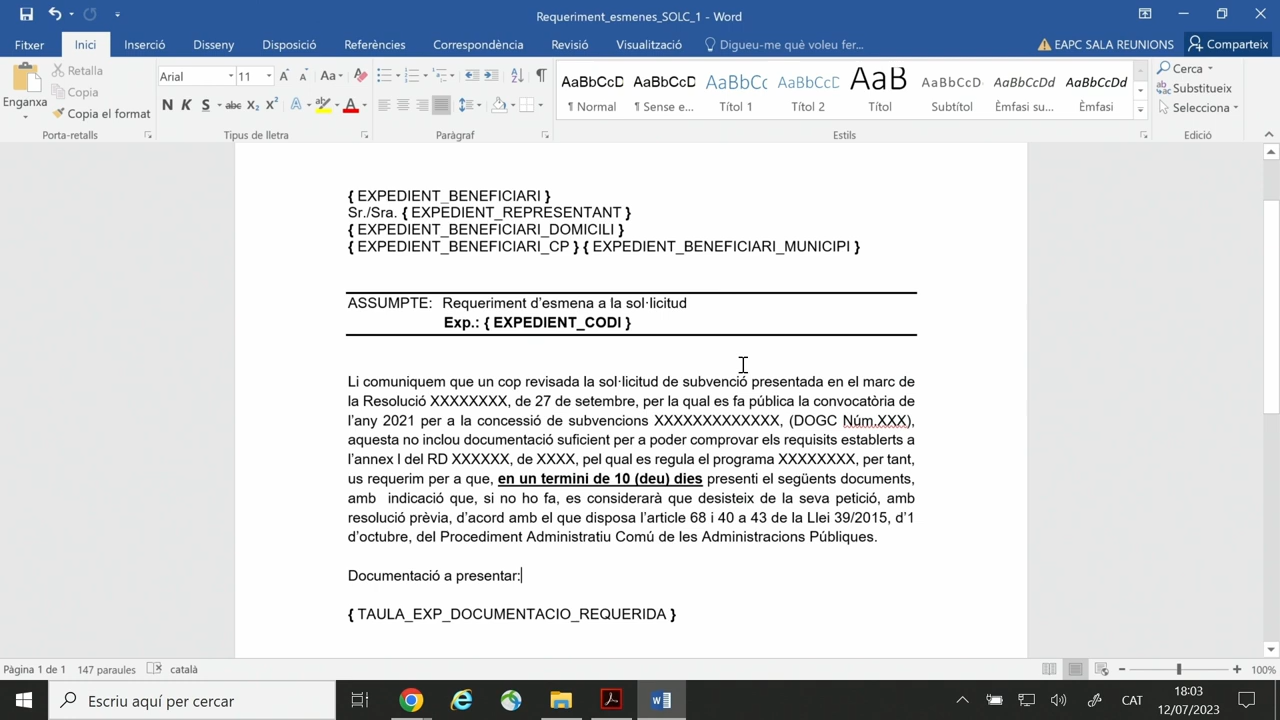 Requeriment_esmenes_SOLC_1 - Word
Fitxer Inici Inserció Disseny Disposició Referències Correspondència Revisió Visualització Digueu-me què voleu fer... EAPC SALA REUNIONS Comparteix
Enganxa
Retalla
Copia
Copia el format
Arial 11
Aa
N K S abc X₂ X² A A
AaBbCcD AaBbCcD AaBbCc AaBbCcD AaB AaBbCcD AaBbCcDd AaBbCcDd
¶ Normal ¶ Sense e... Títol 1 Títol 2 Títol Subtítol Èmfasi su... Èmfasi
Cerca
Substitueix
Selecciona
Porta-retalls Tipus de lletra Paràgraf Estils Edició
{ EXPEDIENT_BENEFICIARI }
Sr./Sra. { EXPEDIENT_REPRESENTANT }
{ EXPEDIENT_BENEFICIARI_DOMICILI }
{ EXPEDIENT_BENEFICIARI_CP } { EXPEDIENT_BENEFICIARI_MUNICIPI }
ASSUMPTE: Requeriment d’esmena a la sol·licitud
Exp.: { EXPEDIENT_CODI }
Li comuniquem que un cop revisada la sol·licitud de subvenció presentada en el marc de
la Resolució XXXXXXXX, de 27 de setembre, per la qual es fa pública la convocatòria de
l’any 2021 per a la concessió de subvencions XXXXXXXXXXXXX, (DOGC Núm.XXX),
aquesta no inclou documentació suficient per a poder comprovar els requisits establerts a
l’annex I del RD XXXXXX, de XXXX, pel qual es regula el programa XXXXXXXX, per tant,
us requerim per a que, en un termini de 10 (deu) dies presenti el següents documents,
amb indicació que, si no ho fa, es considerarà que desisteix de la seva petició, amb
resolució prèvia, d’acord amb el que disposa l’article 68 i 40 a 43 de la Llei 39/2015, d’1
d’octubre, del Procediment Administratiu Comú de les Administracions Públiques.
Documentació a presentar:
{ TAULA_EXP_DOCUMENTACIO_REQUERIDA }
Pàgina 1 de 1 147 paraules català 100%
Escriu aquí per cercar CAT 18:03
12/07/2023